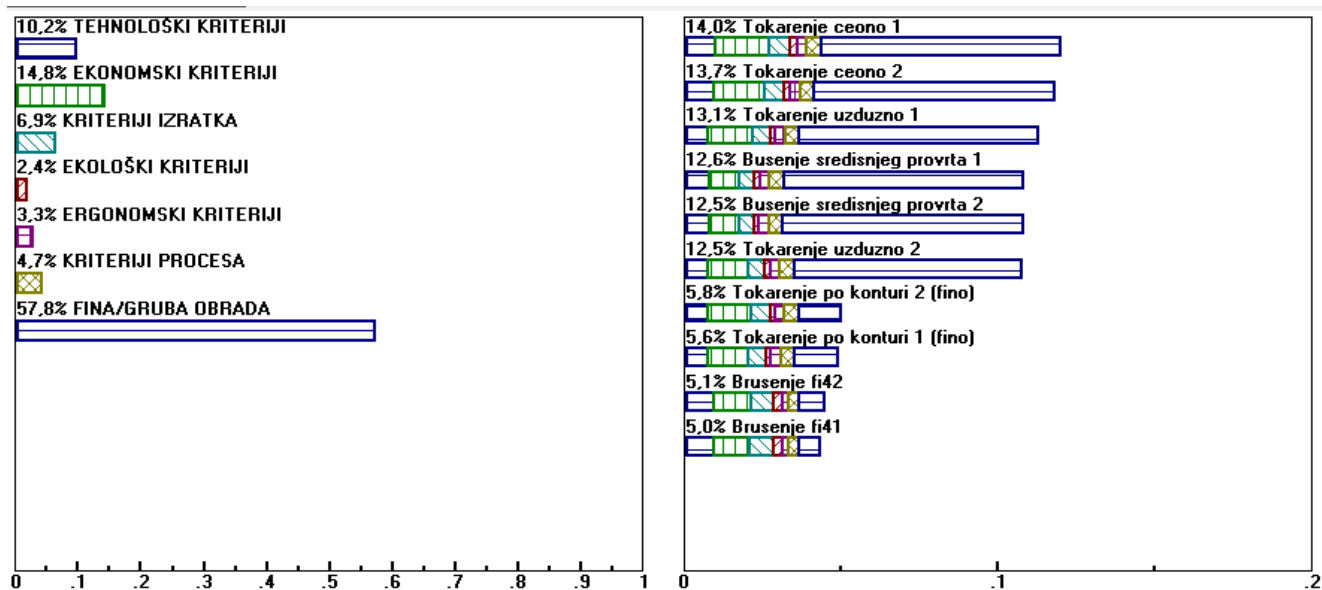 10,2% TEHNOLOŠKI KRITERIJI
14,8% EKONOMSKI KRITERIJI
6,9% KRITERIJI IZRATKA
2,4% EKOLOŠKI KRITERIJI
3,3% ERGONOMSKI KRITERIJI
4,7% KRITERIJI PROCESA
57,8% FINA/GRUBA OBRADA
0 .1 .2 .3 .4 .5 .6 .7 .8 .9 1
14,0% Tokarenje ceono 1
13,7% Tokarenje ceono 2
13,1% Tokarenje uzduzno 1
12,6% Busenje sredisnjeg provrta 1
12,5% Busenje sredisnjeg provrta 2
12,5% Tokarenje uzduzno 2
5,8% Tokarenje po konturi 2 (fino)
5,6% Tokarenje po konturi 1 (fino)
5,1% Brusenje fi42
5,0% Brusenje fi41
0 .1 .2